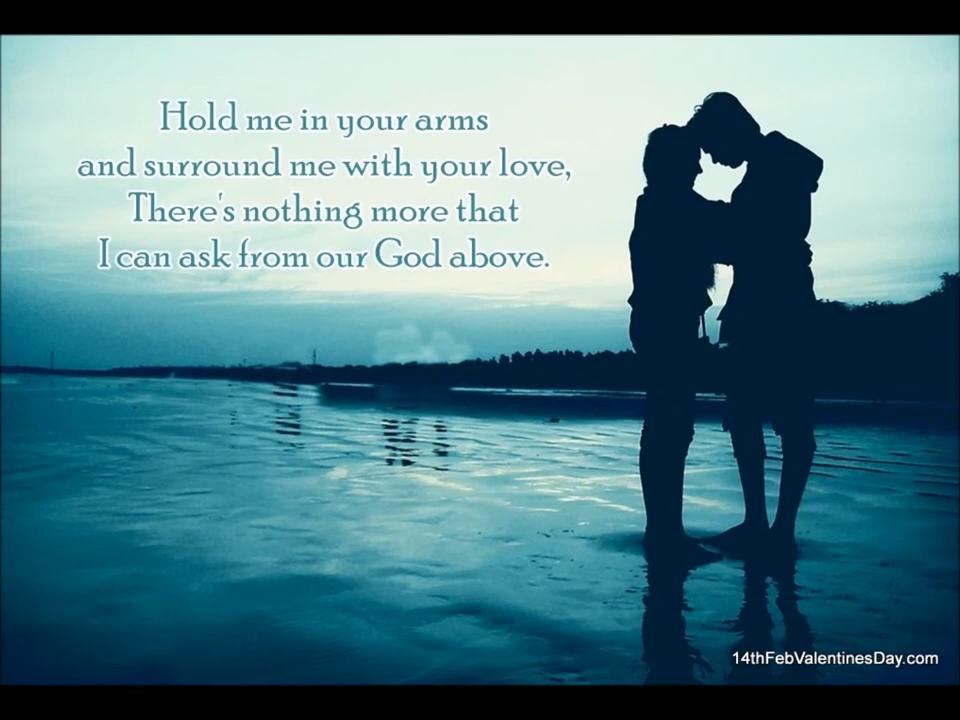 Hold me in your arms
and surround me with your love,
There's nothing more that
I can ask from our God above.
14thFebValentinesDay.com